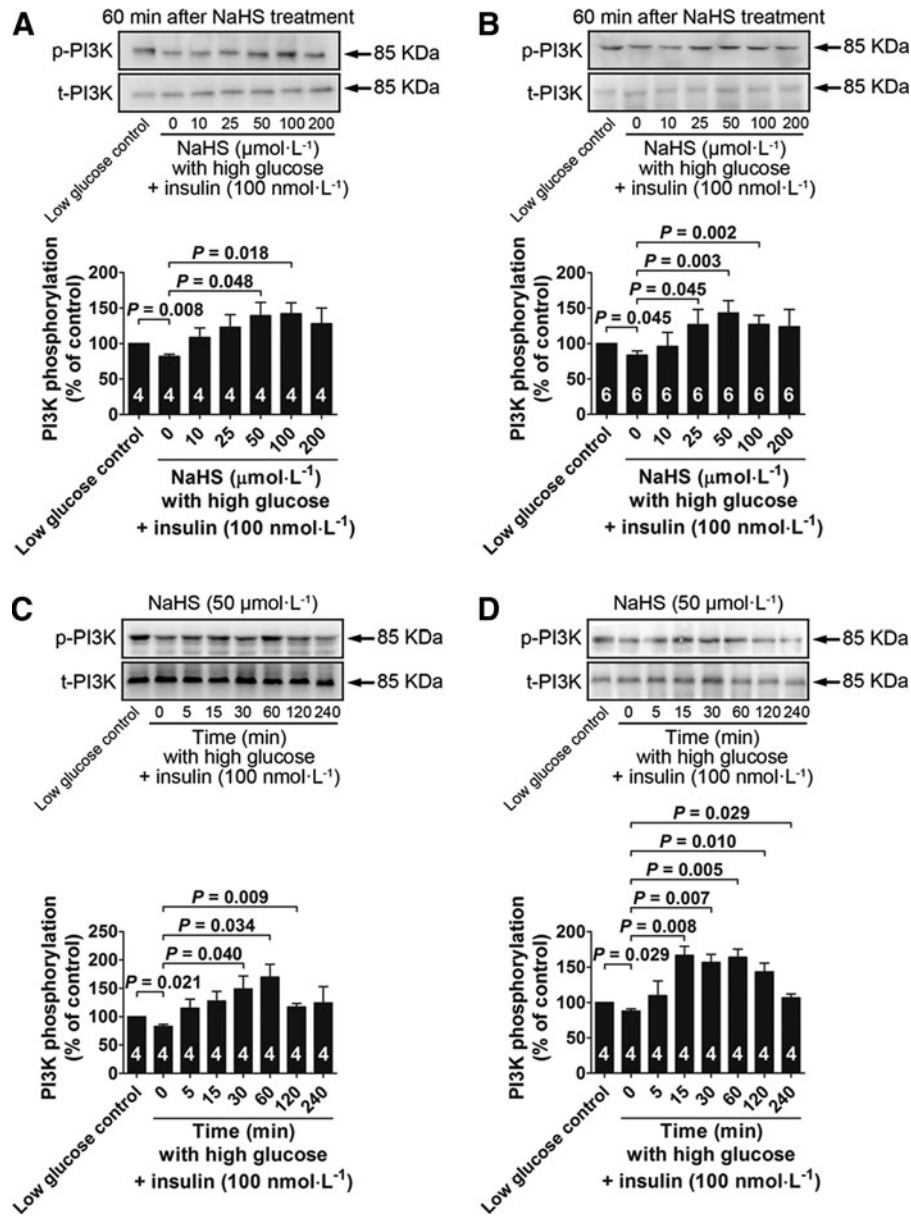 A
60 min after NaHS treatment
p-PI3K
85 KDa
t-PI3K
85 KDa
Low glucose control
0 10 25 50 100 200
NaHS (µmol·L⁻¹)
with high glucose
+ insulin (100 nmol·L⁻¹)
P = 0.018
P = 0.048
P = 0.008
PI3K phosphorylation
(% of control)
200
150
100
50
0
4 4 4 4 4 4 4
Low glucose control
0 10 25 50 100 200
NaHS (μmol·L⁻¹)
with high glucose
+ insulin (100 nmol·L⁻¹)
B
60 min after NaHS treatment
p-PI3K
85 KDa
t-PI3K
85 KDa
Low glucose control
0 10 25 50 100 200
NaHS (µmol·L⁻¹)
with high glucose
+ insulin (100 nmol·L⁻¹)
P = 0.002
P = 0.003
P = 0.045
P = 0.045
PI3K phosphorylation
(% of control)
200
150
100
50
0
6 6 6 6 6 6 6
Low glucose control
0 10 25 50 100 200
NaHS (μmol·L⁻¹)
with high glucose
+ insulin (100 nmol·L⁻¹)
C
NaHS (50 µmol·L⁻¹)
p-PI3K
85 KDa
t-PI3K
85 KDa
Low glucose control
0 5 15 30 60 120 240
Time (min)
with high glucose
+ insulin (100 nmol·L⁻¹)
P = 0.009
P = 0.034
P = 0.040
P = 0.021
PI3K phosphorylation
(% of control)
250
200
150
100
50
0
4 4 4 4 4 4 4 4
Low glucose control
0 5 15 30 60 120 240
Time (min)
with high glucose
+ insulin (100 nmol·L⁻¹)
D
NaHS (50 µmol·L⁻¹)
p-PI3K
85 KDa
t-PI3K
85 KDa
Low glucose control
0 5 15 30 60 120 240
Time (min)
with high glucose
+ insulin (100 nmol·L⁻¹)
P = 0.029
P = 0.010
P = 0.005
P = 0.007
P = 0.008
P = 0.029
PI3K phosphorylation
(% of control)
200
150
100
50
0
4 4 4 4 4 4 4 4
Low glucose control
0 5 15 30 60 120 240
Time (min)
with high glucose
+ insulin (100 nmol·L⁻¹)